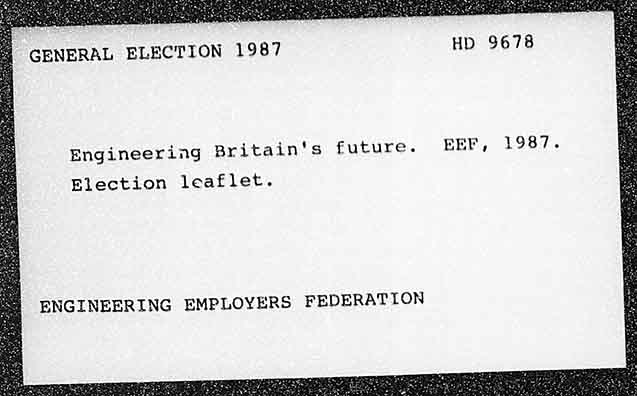 GENERAL ELECTION 1987 HD 9678
Engineering Britain's future. EEF, 1987.
Election leaflet.
ENGINEERING EMPLOYERS FEDERATION